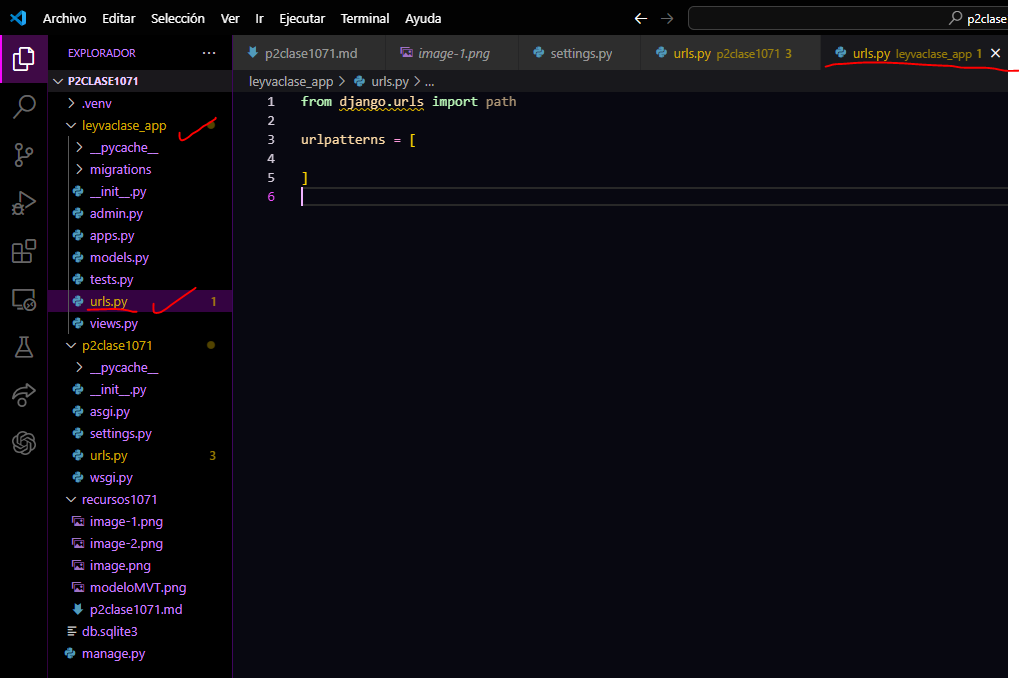 Archivo Editar Selección Ver Ir Ejecutar Terminal Ayuda p2clase
EXPLORADOR ...
p2clase1071.md image-1.png settings.py urls.py p2clase1071 3 urls.py leyvaclase_app 1
P2CLASE1071
.venv
leyvaclase_app
__pycache__
migrations
__init__.py
admin.py
apps.py
models.py
tests.py
urls.py 1
views.py
p2clase1071
__pycache__
__init__.py
asgi.py
settings.py
urls.py 3
wsgi.py
recursos1071
image-1.png
image-2.png
image.png
modeloMVT.png
p2clase1071.md
db.sqlite3
manage.py
leyvaclase_app > urls.py > ...
1 from django.urls import path
2
3 urlpatterns = [
4
5 ]
6